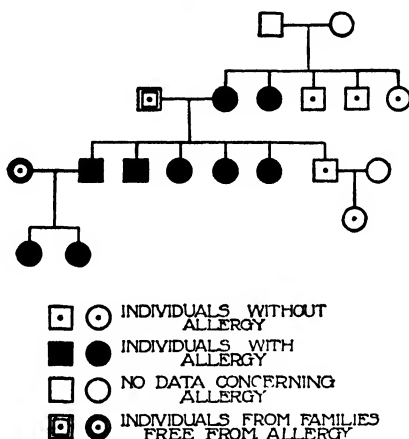 INDIVIDUALS WITHOUT
ALLERGY
INDIVIDUALS WITH
ALLERGY
NO DATA CONCERNING
ALLERGY
INDIVIDUALS FROM FAMILIES
FREE FROM ALLERGY